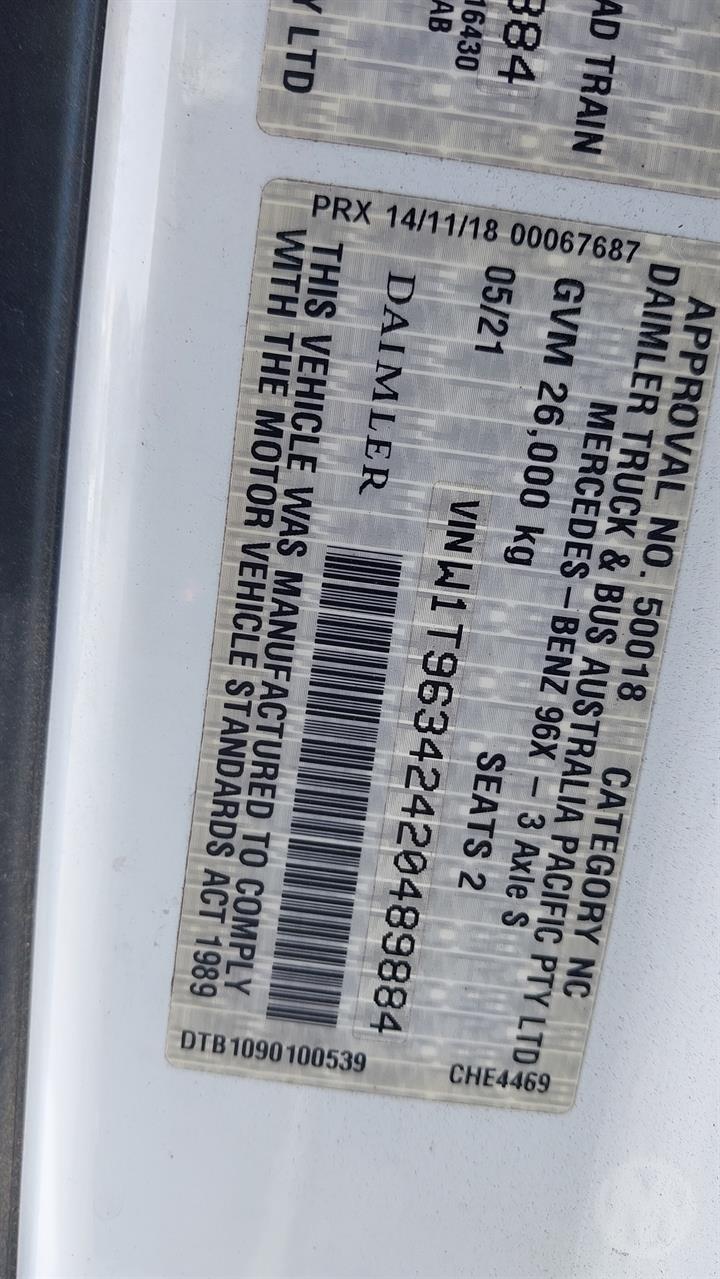 AD TRAIN
884
16430
AB
Y LTD
APPROVAL NO. 50018 CATEGORY NC
DAIMLER TRUCK & BUS AUSTRALIA PACIFIC PTY LTD
MERCEDES-BENZ 96X - 3 Axle S
GVM 26,000 kg SEATS 2
05/21
VIN W1T96342420489884
DAIMLER
THIS VEHICLE WAS MANUFACTURED TO COMPLY
WITH THE MOTOR VEHICLE STANDARDS ACT 1989
PRX 14/11/18 00067687
DTB1090100539
CHE4469